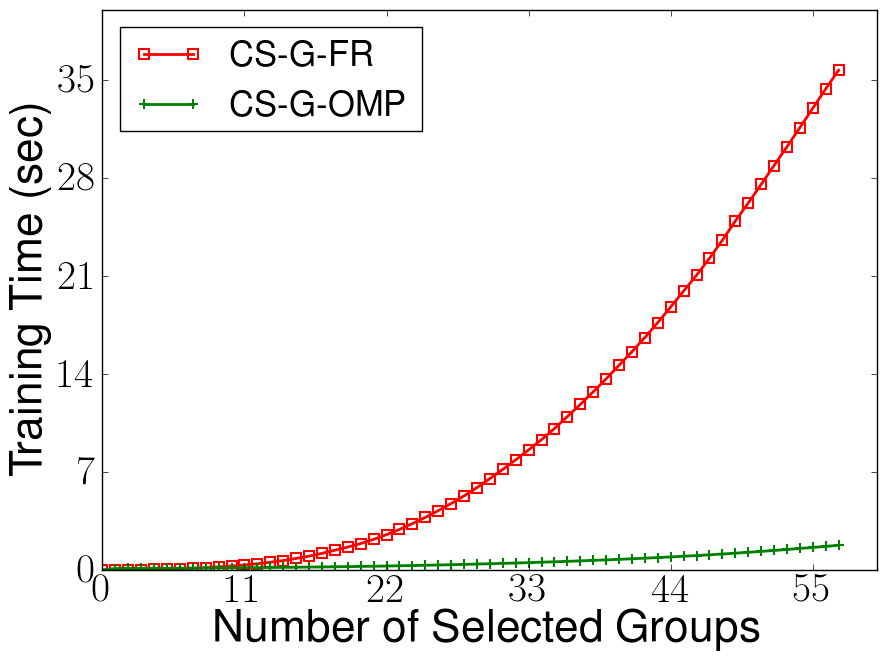 CS-G-FR
CS-G-OMP
Training Time (sec)
35
28
21
14
7
0
0 11 22 33 44 55
Number of Selected Groups